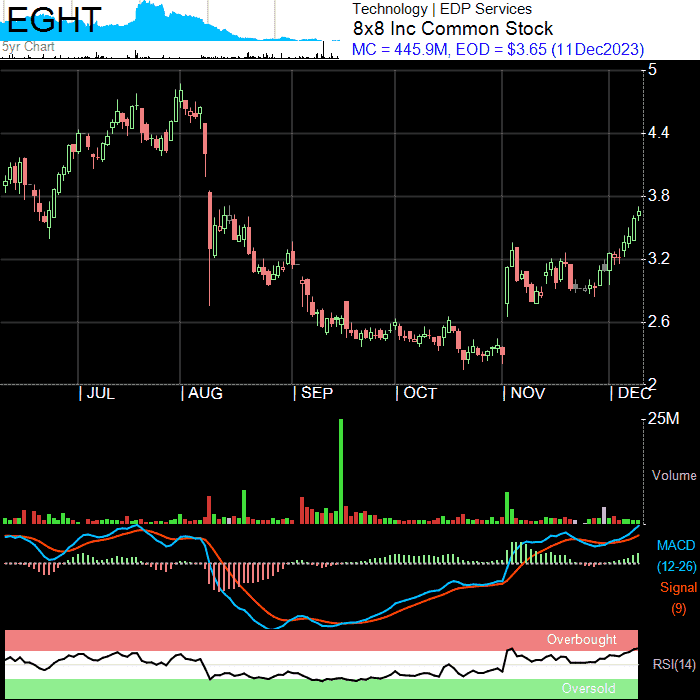 EGHT
5yr Chart
Technology | EDP Services
8x8 Inc Common Stock
MC = 445.9M, EOD = $3.65 (11Dec2023)
5
4.4
3.8
3.2
2.6
2
| JUL | AUG | SEP | OCT | NOV | DEC
25M
Volume
MACD
(12-26)
Signal
(9)
Overbought
RSI(14)
Oversold